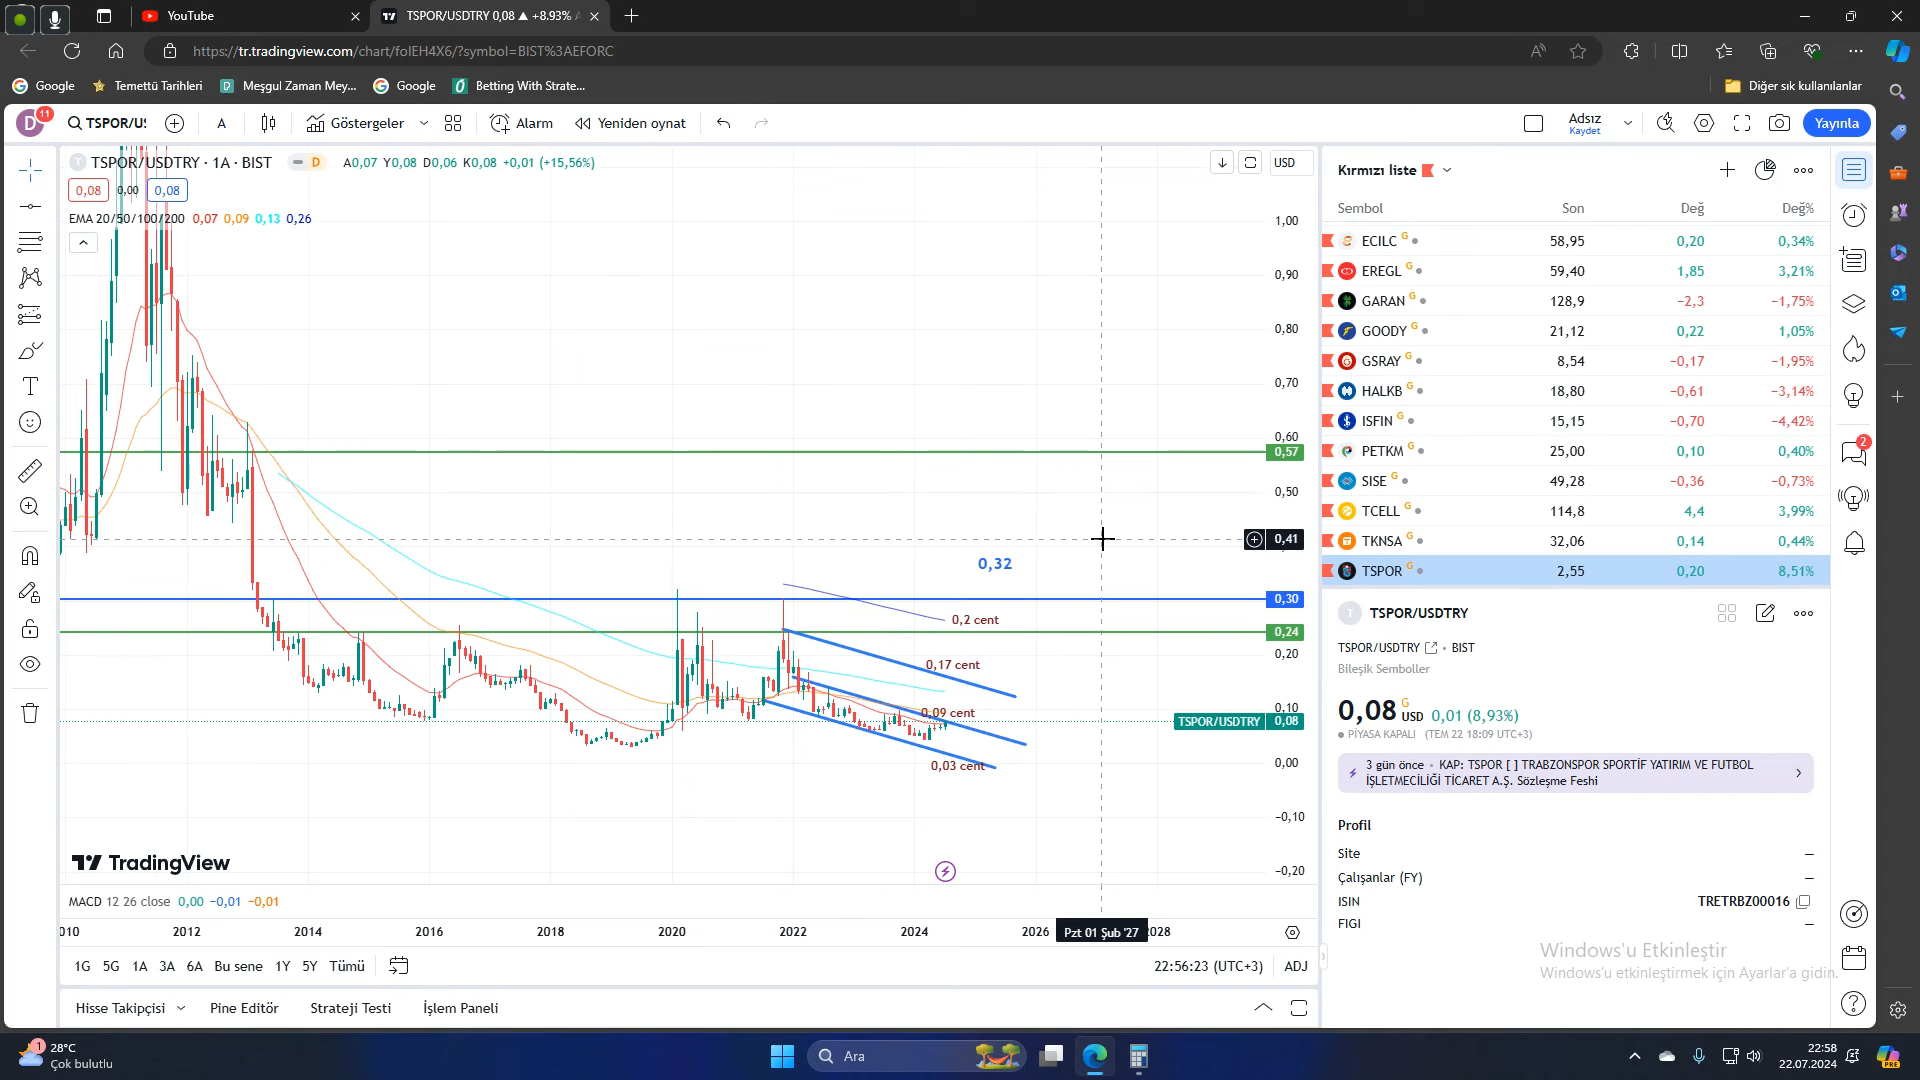 YouTube
TSPOR/USDTRY 0,08 ▲ +8.93%
https://tr.tradingview.com/chart/folEH4X6/?symbol=BIST%3AEFORC
Google
Temettü Tarihleri
Meşgul Zaman Mey...
Google
Betting With Strate...
Diğer sık kullanılanlar
D 11
TSPOR/U:
A
Göstergeler
Alarm
Yeniden oynat
Adsız
Kaydet
Yayınla
TSPOR/USDTRY · 1A · BIST
D
A0,07 Y0,08 D0,06 K0,08 +0,01 (+15,56%)
USD
0,08 0,00 0,08
EMA 20/50/100/200 0,07 0,09 0,13 0,26
1,00
0,90
0,80
0,70
0,60
0,57
0,50
0,41
0,32
0,30
0,2 cent
0,24
0,20
0,17 cent
0,10
0,09 cent
TSPOR/USDTRY 0,08
0,00
0,03 cent
−0,10
−0,20
TradingView
MACD 12 26 close 0,00 −0,01 −0,01
010 2012 2014 2016 2018 2020 2022 2024 2026 Pzt 01 Şub '27 2028
1G 5G 1A 3A 6A Bu sene 1Y 5Y Tümü
22:56:23 (UTC+3) ADJ
Hisse Takipçisi Pine Editör Strateji Testi İşlem Paneli
Kırmızı liste
Sembol Son Değ Değ%
ECILC G 58,95 0,20 0,34%
EREGL G 59,40 1,85 3,21%
GARAN G 128,9 −2,3 −1,75%
GOODY G 21,12 0,22 1,05%
GSRAY G 8,54 −0,17 −1,95%
HALKB G 18,80 −0,61 −3,14%
ISFIN G 15,15 −0,70 −4,42%
PETKM G 25,00 0,10 0,40%
SISE G 49,28 −0,36 −0,73%
TCELL G 114,8 4,4 3,99%
TKNSA G 32,06 0,14 0,44%
TSPOR G 2,55 0,20 8,51%
2
T TSPOR/USDTRY
TSPOR/USDTRY · BIST
Bileşik Semboller
0,08 G USD 0,01 (8,93%)
PİYASA KAPALI (TEM 22 18:09 UTC+3)
3 gün önce · KAP: TSPOR [ ] TRABZONSPOR SPORTİF YATIRIM VE FUTBOL
İŞLETMECİLİĞİ TİCARET A.Ş. Sözleşme Feshi
Profil
Site –
Çalışanlar (FY) –
ISIN TRETRBZ00016
FIGI –
Windows'u Etkinleştir
Windows'u etkinleştirmek için Ayarlar'a gidin.
1
28°C
Çok bulutlu
Ara
22:58
22.07.2024
PRE